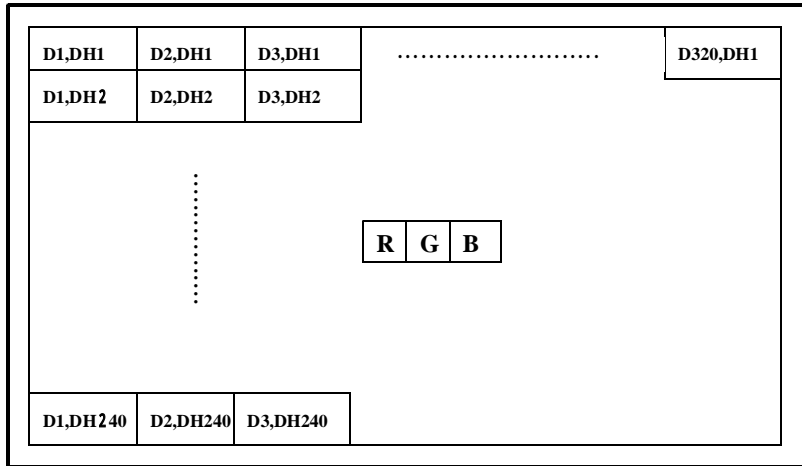 D1,DH1 D2,DH1 D3,DH1 .......................... D320,DH1
D1,DH2 D2,DH2 D3,DH2
R G B
D1,DH240 D2,DH240 D3,DH240